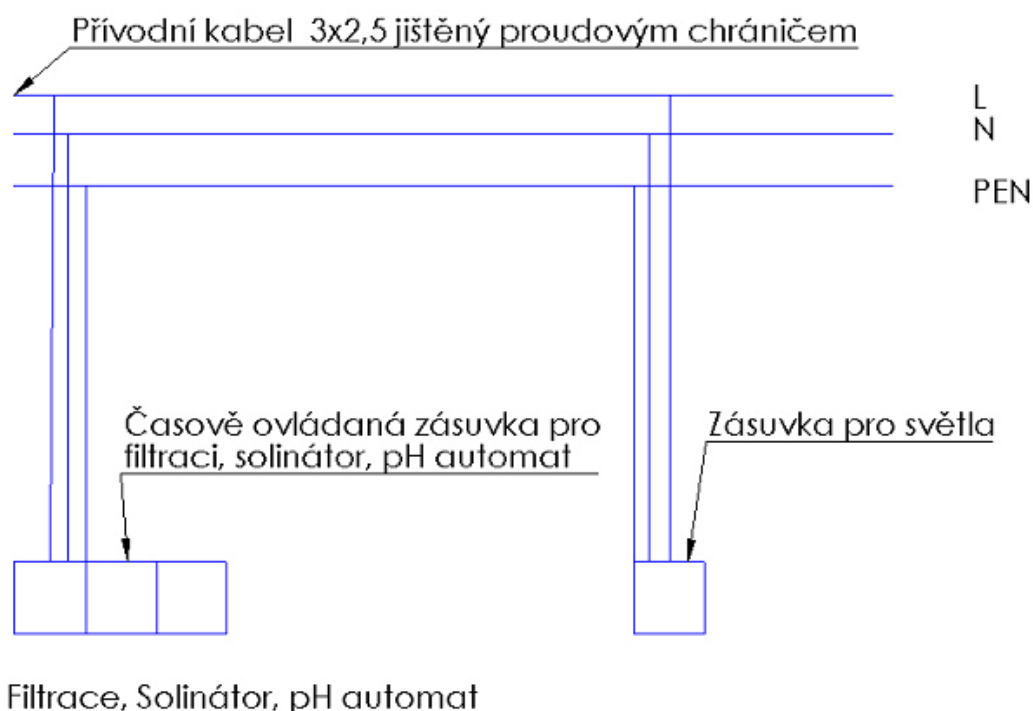 Přívodní kabel 3x2,5 jištěný proudovým chráničem
L
N
PEN
Časově ovládaná zásuvka pro
filtraci, solinátor, pH automat
Zásuvka pro světla
Filtrace, Solinátor, pH automat